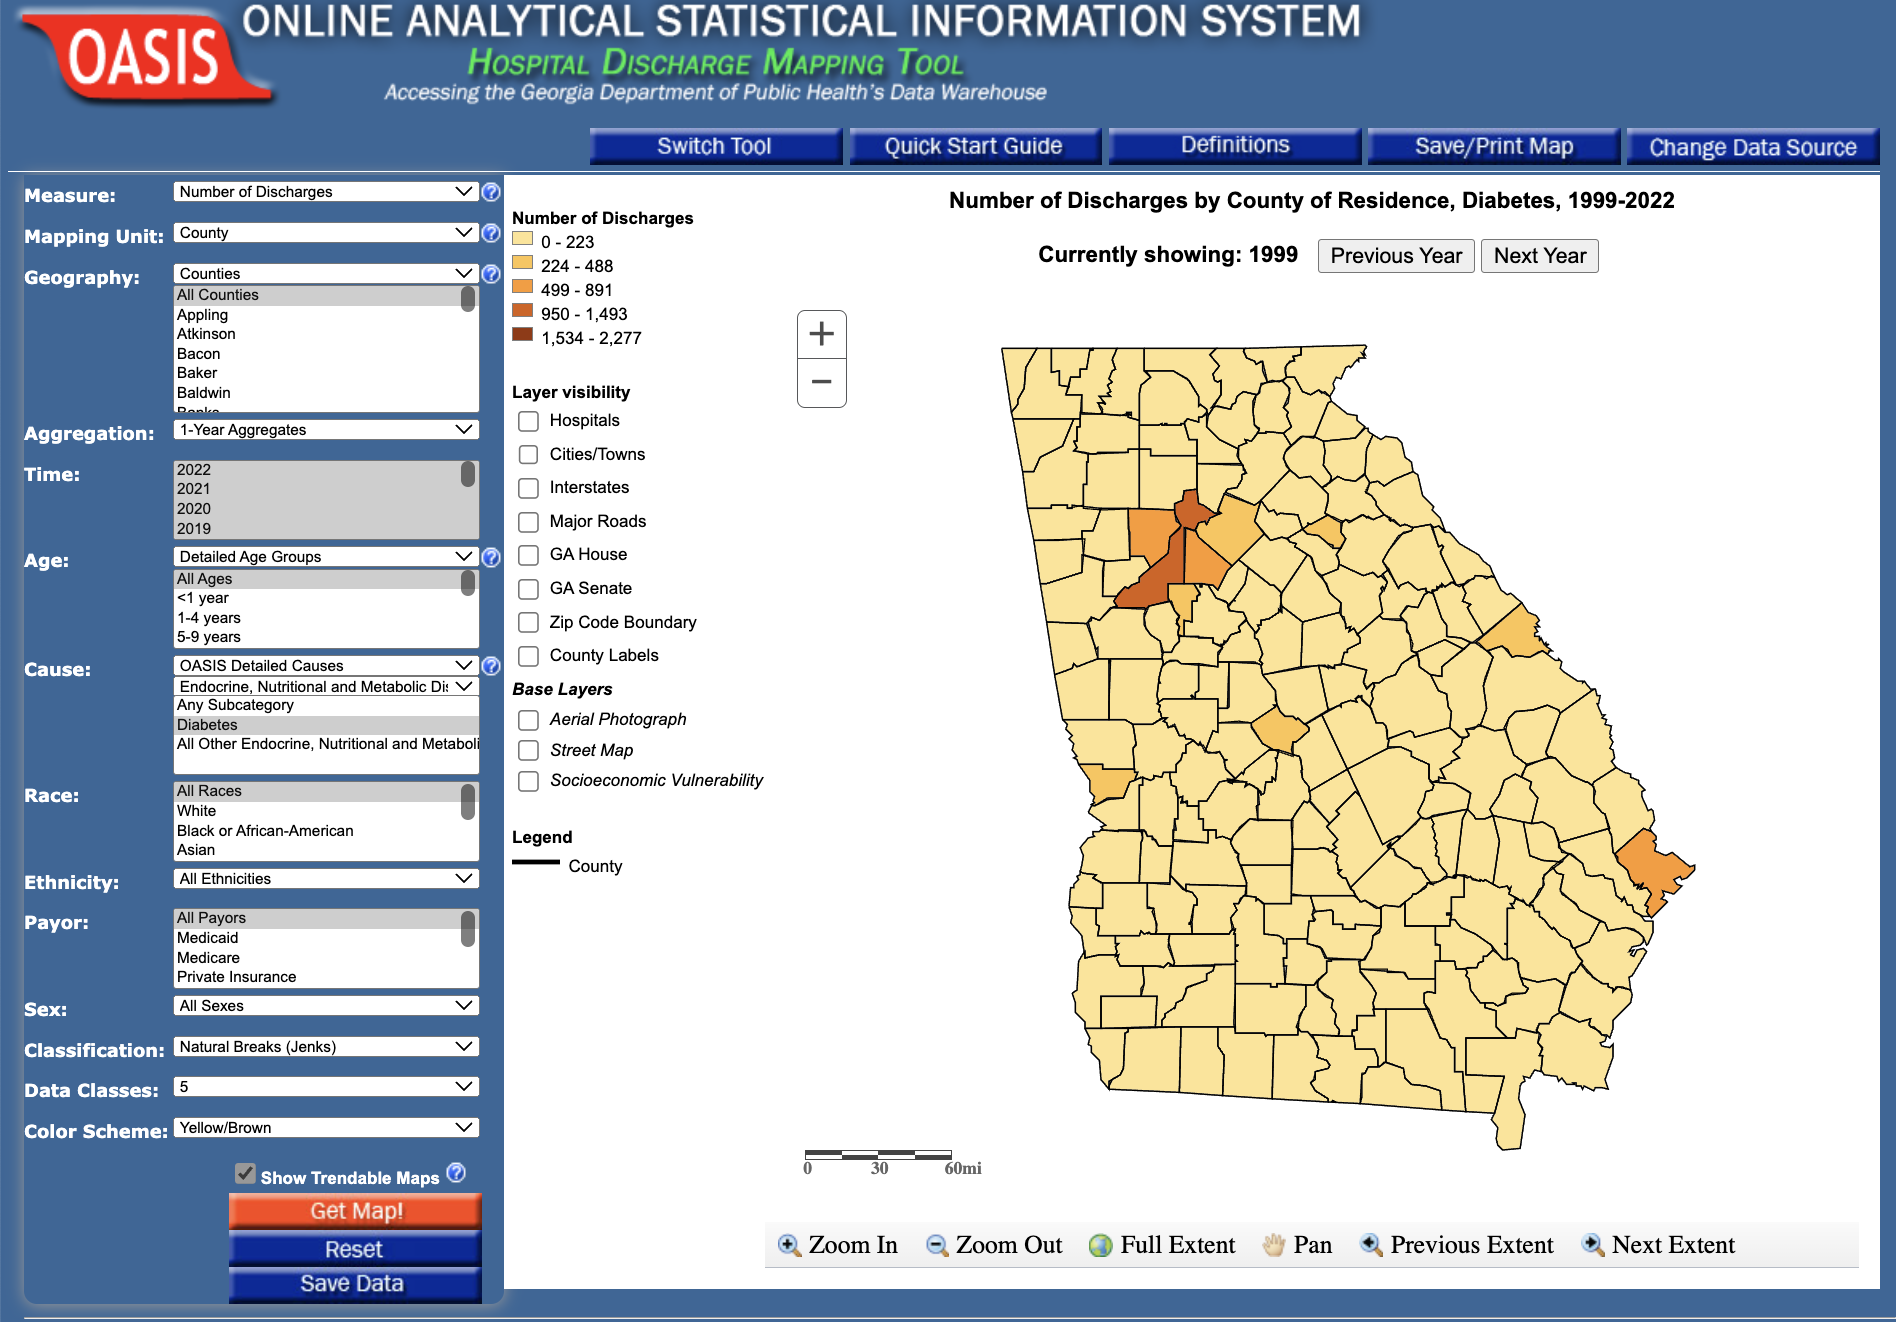 OASIS
ONLINE ANALYTICAL STATISTICAL INFORMATION SYSTEM
HOSPITAL DISCHARGE MAPPING TOOL
Accessing the Georgia Department of Public Health's Data Warehouse
Switch Tool
Quick Start Guide
Definitions
Save/Print Map
Change Data Source
Measure:
Number of Discharges
?
Mapping Unit:
County
?
Geography:
Counties
?
All Counties
Appling
Atkinson
Bacon
Baker
Baldwin
Banks
Aggregation:
1-Year Aggregates
Time:
2022
2021
2020
2019
Age:
Detailed Age Groups
?
All Ages
<1 year
1-4 years
5-9 years
Cause:
OASIS Detailed Causes
?
Endocrine, Nutritional and Metabolic Di
Any Subcategory
Diabetes
All Other Endocrine, Nutritional and Metaboli
Race:
All Races
White
Black or African-American
Asian
Ethnicity:
All Ethnicities
Payor:
All Payors
Medicaid
Medicare
Private Insurance
Sex:
All Sexes
Classification:
Natural Breaks (Jenks)
Data Classes:
5
Color Scheme:
Yellow/Brown
Show Trendable Maps ?
Get Map!
Reset
Save Data
Number of Discharges
0 - 223
224 - 488
499 - 891
950 - 1,493
1,534 - 2,277
Layer visibility
Hospitals
Cities/Towns
Interstates
Major Roads
GA House
GA Senate
Zip Code Boundary
County Labels
Base Layers
Aerial Photograph
Street Map
Socioeconomic Vulnerability
Legend
County
Number of Discharges by County of Residence, Diabetes, 1999-2022
Currently showing: 1999
Previous Year
Next Year
+
−
0 30 60mi
Zoom In
Zoom Out
Full Extent
Pan
Previous Extent
Next Extent